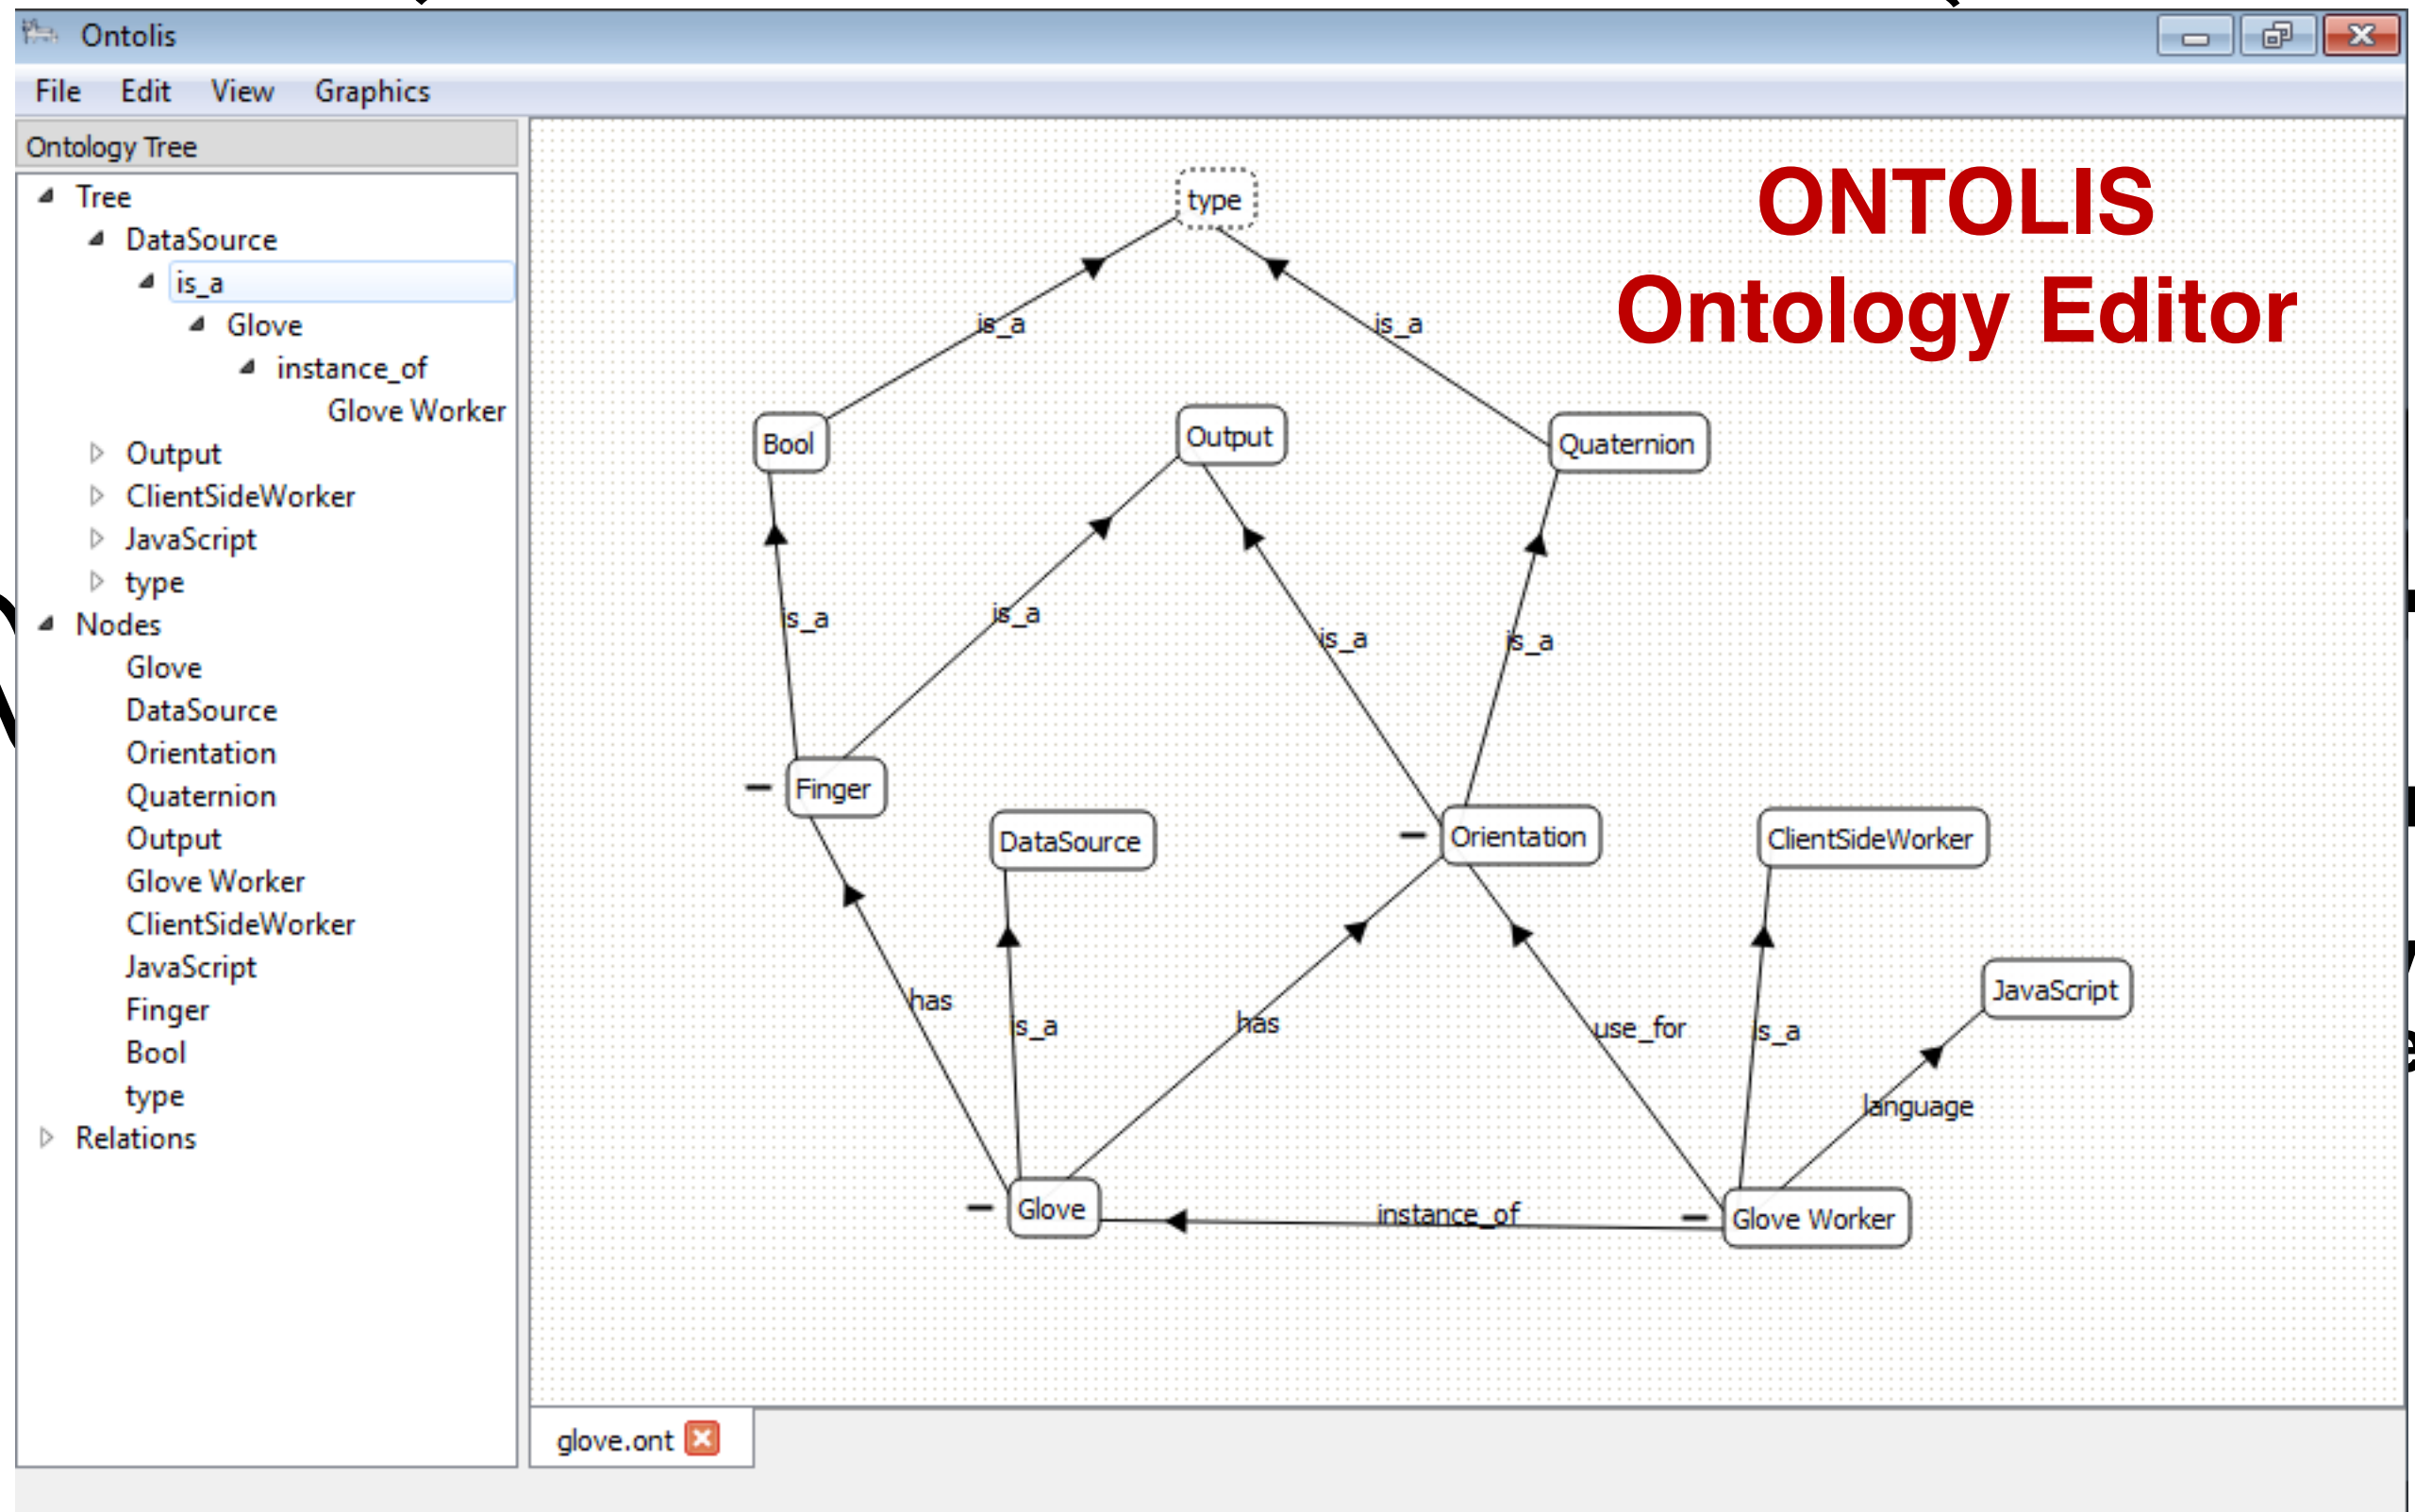 Ontolis
File Edit View Graphics
Ontology Tree
Tree
DataSource
is_a
Glove
instance_of
Glove Worker
Output
ClientSideWorker
JavaScript
type
Nodes
Glove
DataSource
Orientation
Quaternion
Output
Glove Worker
ClientSideWorker
JavaScript
Finger
Bool
type
Relations
ONTOLIS
Ontology Editor
type
is_a
is_a
Bool
Output
Quaternion
is_a
is_a
is_a
is_a
Finger
DataSource
Orientation
ClientSideWorker
JavaScript
has
is_a
has
use_for
is_a
language
Glove
instance_of
Glove Worker
glove.ont